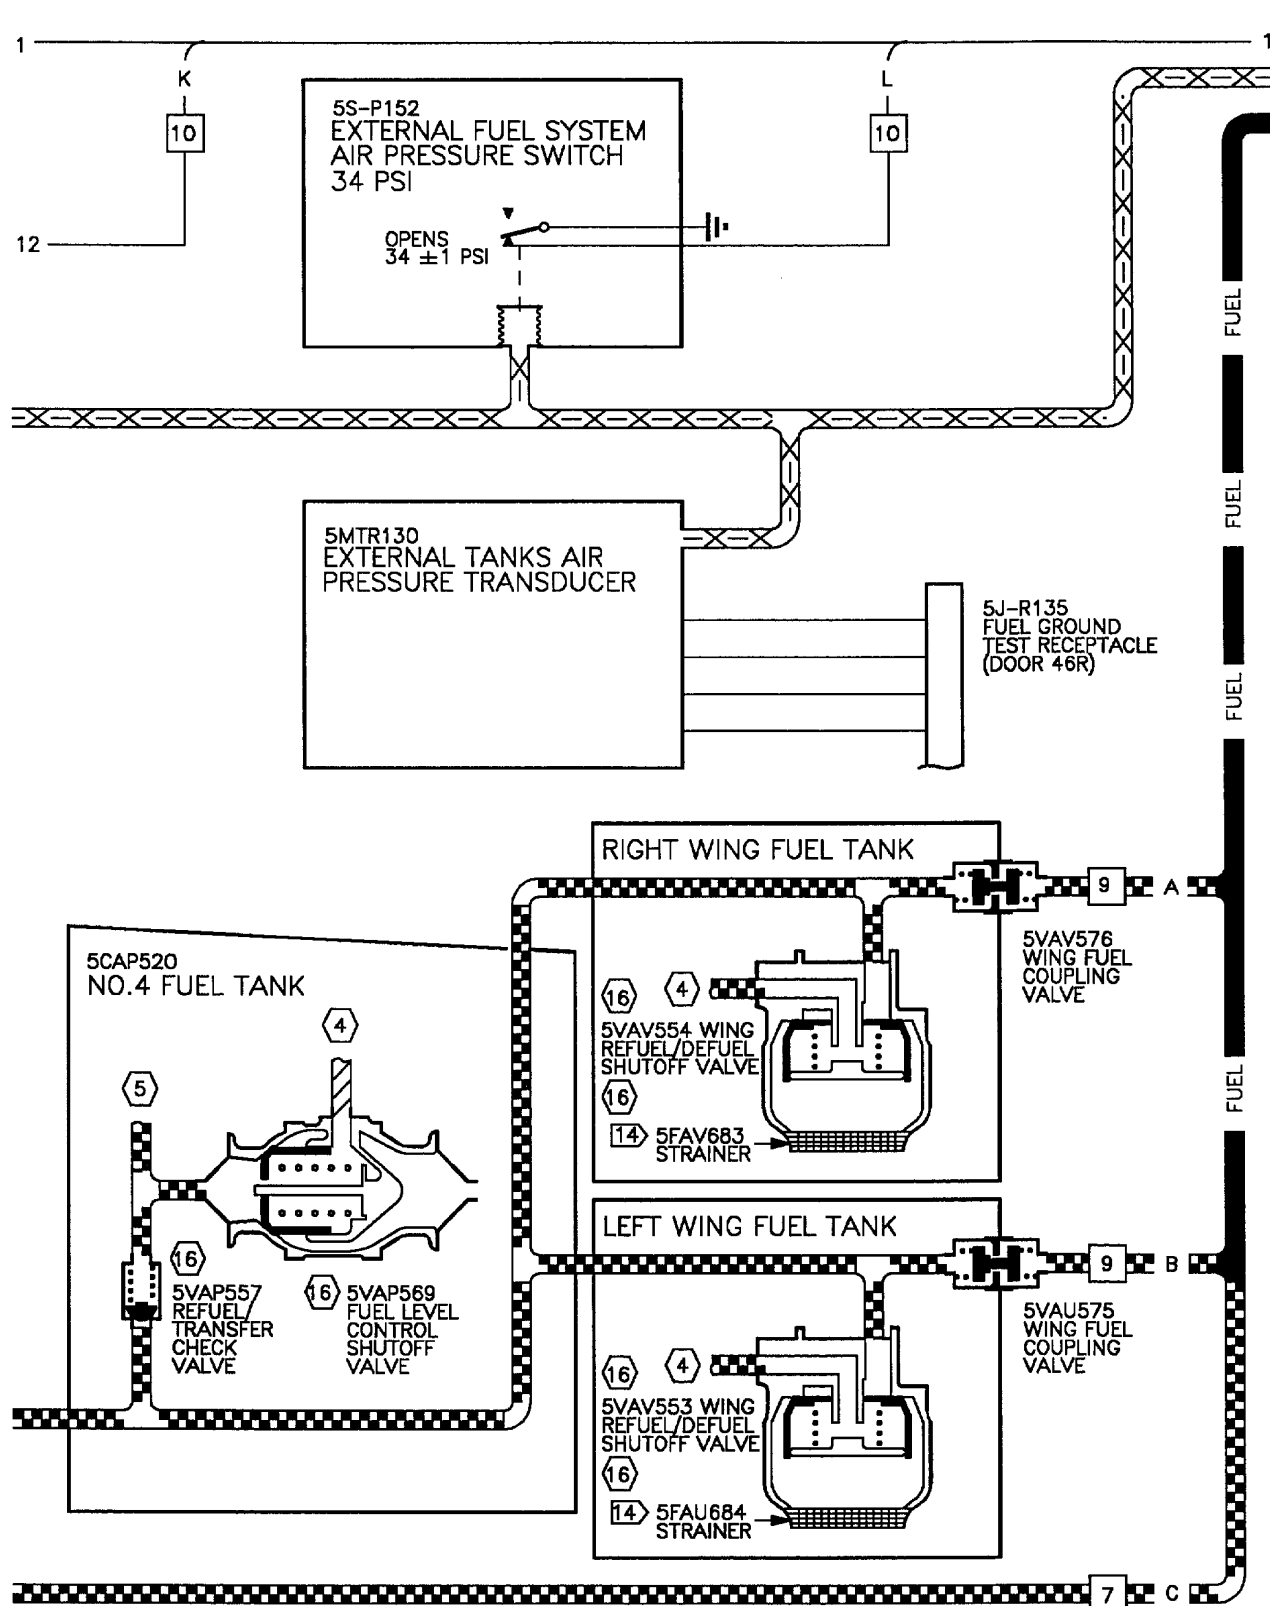 1
1
K
L
10
10
12
5S-P152
EXTERNAL FUEL SYSTEM
AIR PRESSURE SWITCH
34 PSI
OPENS
34 ±1 PSI
FUEL
FUEL
FUEL
FUEL
5MTR130
EXTERNAL TANKS AIR
PRESSURE TRANSDUCER
5J-R135
FUEL GROUND
TEST RECEPTACLE
(DOOR 46R)
RIGHT WING FUEL TANK
9
A
5VAV576
WING FUEL
COUPLING
VALVE
16
4
5VAV554 WING
REFUEL/DEFUEL
SHUTOFF VALVE
16
14
5FAV683
STRAINER
5CAP520
NO.4 FUEL TANK
4
5
16
5VAP557
REFUEL/
TRANSFER
CHECK
VALVE
16
5VAP569
FUEL LEVEL
CONTROL
SHUTOFF
VALVE
LEFT WING FUEL TANK
9
B
5VAU575
WING FUEL
COUPLING
VALVE
16
4
5VAV553 WING
REFUEL/DEFUEL
SHUTOFF VALVE
16
14
5FAU684
STRAINER
7
C